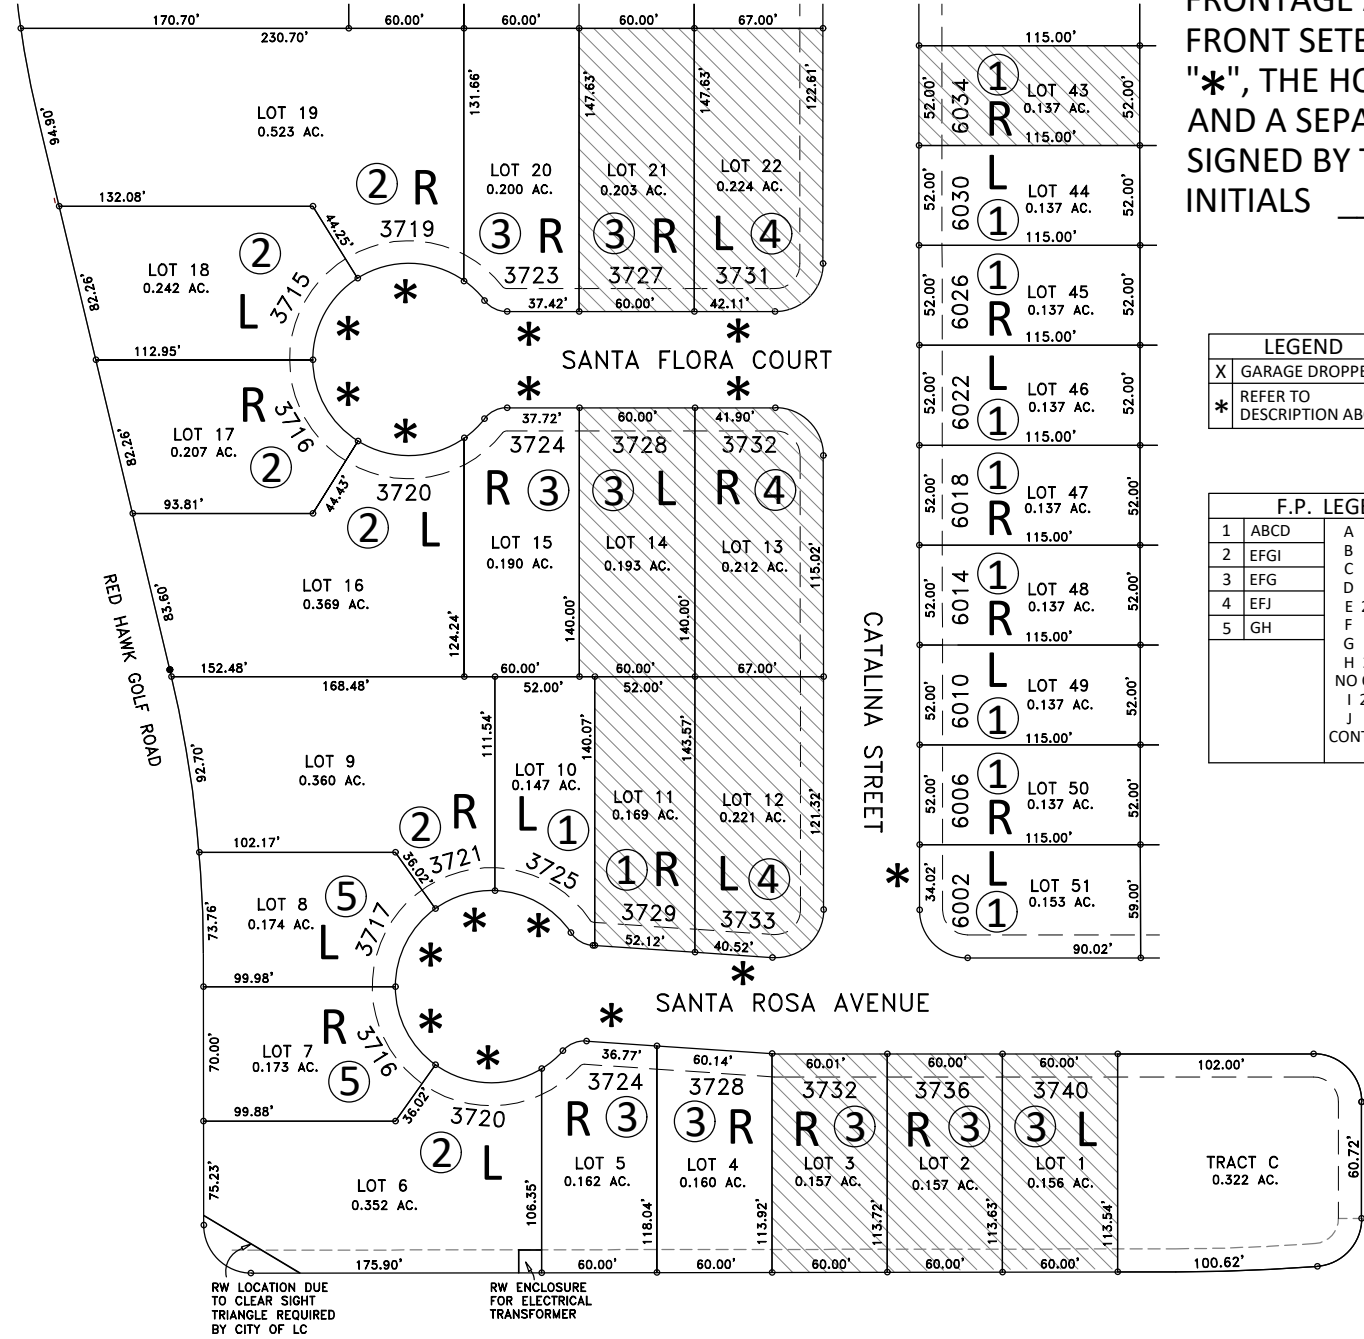 170.70'
60.00'
60.00'
60.00'
67.00'
230.70'
94.90'
LOT 19
0.523 AC.
131.66'
147.63'
147.63'
122.61'
132.08'
44.25'
2 R
3719
LOT 20
0.200 AC.
3 R
3723
37.42'
LOT 21
0.203 AC.
3 R
3727
60.00'
LOT 22
0.224 AC.
L 4
3731
42.11'
LOT 18
0.242 AC.
2
L
3715
82.26'
112.95'
* * * *
SANTA FLORA COURT
* * * *
R
3716
2
LOT 17
0.207 AC.
82.26'
93.81'
44.43'
3720
2 L
LOT 16
0.369 AC.
83.60'
124.24'
37.72'
3724
R 3
LOT 15
0.190 AC.
140.00'
60.00'
3728
3 L
LOT 14
0.193 AC.
140.00'
41.90'
3732
R 4
LOT 13
0.212 AC.
115.02'
RED HAWK GOLF ROAD
152.48'
60.00'
60.00'
67.00'
168.48'
52.00'
52.00'
92.70'
LOT 9
0.360 AC.
111.54'
2 R
3721
LOT 10
0.147 AC.
L 1
3725
140.07'
LOT 11
0.169 AC.
1 R
3729
52.12'
143.57'
LOT 12
0.221 AC.
L 4
3733
40.52'
121.32'
102.17'
36.02'
LOT 8
0.174 AC.
5
L
3717
73.76'
99.98'
* * * *
* * * *
SANTA ROSA AVENUE
R
3716
5
LOT 7
0.173 AC.
70.00'
99.88'
36.02'
3720
2 L
LOT 6
0.352 AC.
75.23'
106.35'
175.90'
36.77'
3724
R 3
LOT 5
0.162 AC.
118.04'
60.00'
60.14'
3728
3 R
LOT 4
0.160 AC.
113.92'
60.00'
60.01'
3732
R 3
LOT 3
0.157 AC.
113.72'
60.00'
60.00'
3736
R 3
LOT 2
0.157 AC.
113.63'
60.00'
60.00'
3740
3 L
LOT 1
0.156 AC.
113.54'
60.00'
102.00'
TRACT C
0.322 AC.
60.72'
100.62'
RW LOCATION DUE
TO CLEAR SIGHT
TRIANGLE REQUIRED
BY CITY OF LC
RW ENCLOSURE
FOR ELECTRICAL
TRANSFORMER
CATALINA STREET
*
115.00'
52.00'
6034
1
R
LOT 43
0.137 AC.
52.00'
115.00'
52.00'
6030
L
1
LOT 44
0.137 AC.
52.00'
115.00'
52.00'
6026
1
R
LOT 45
0.137 AC.
52.00'
115.00'
52.00'
6022
L
1
LOT 46
0.137 AC.
52.00'
115.00'
52.00'
6018
1
R
LOT 47
0.137 AC.
52.00'
115.00'
52.00'
6014
1
R
LOT 48
0.137 AC.
52.00'
115.00'
52.00'
6010
L
1
LOT 49
0.137 AC.
52.00'
115.00'
52.00'
6006
1
R
LOT 50
0.137 AC.
52.00'
115.00'
34.02'
6002
L
1
LOT 51
0.153 AC.
59.00'
90.02'
FRONTAGE
FRONT SETB
"*", THE HO
AND A SEPA
SIGNED BY T
INITIALS __
LEGEND
X GARAGE DROPPE
* REFER TO
DESCRIPTION AB
F.P. LEGE
1 ABCD
2 EFGI
3 EFG
4 EFJ
5 GH
A
B
C
D
E 2
F
G
H
NO
I 2
J
CONT